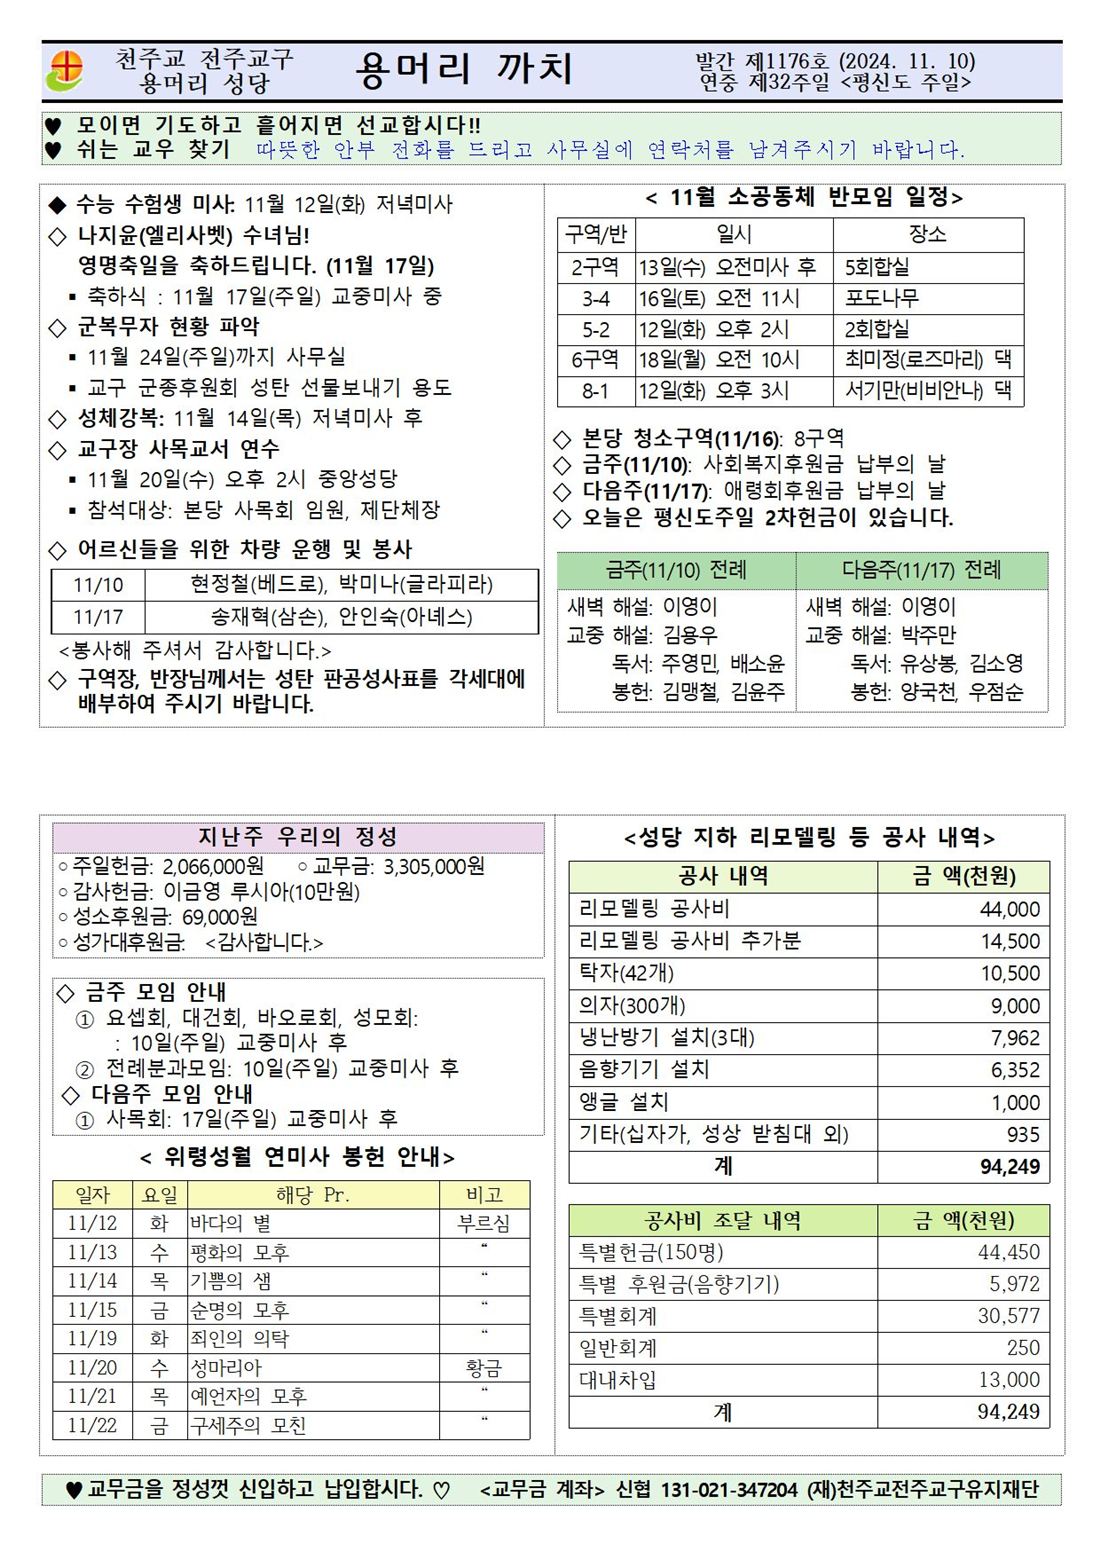 천주교 전주교구
용머리 성당
용머리 까치
발간 제1176호 (2024. 11. 10)
연중 제32주일 <평신도 주일>
♥ 모이면 기도하고 흩어지면 선교합시다!!
♥ 쉬는 교우 찾기 따뜻한 안부 전화를 드리고 사무실에 연락처를 남겨주시기 바랍니다.
◆ 수능 수험생 미사: 11월 12일(화) 저녁미사
◇ 나지윤(엘리사벳) 수녀님!
영명축일을 축하드립니다. (11월 17일)
▪ 축하식 : 11월 17일(주일) 교중미사 중
◇ 군복무자 현황 파악
▪ 11월 24일(주일)까지 사무실
▪ 교구 군종후원회 성탄 선물보내기 용도
◇ 성체강복: 11월 14일(목) 저녁미사 후
◇ 교구장 사목교서 연수
▪ 11월 20일(수) 오후 2시 중앙성당
▪ 참석대상: 본당 사목회 임원, 제단체장
◇ 어르신들을 위한 차량 운행 및 봉사
11/10 현정철(베드로), 박미나(글라피라)
11/17 송재혁(삼손), 안인숙(아녜스)
<봉사해 주셔서 감사합니다.>
◇ 구역장, 반장님께서는 성탄 판공성사표를 각세대에
배부하여 주시기 바랍니다.
< 11월 소공동체 반모임 일정>
구역/반 일시 장소
2구역 13일(수) 오전미사 후 5회합실
3-4 16일(토) 오전 11시 포도나무
5-2 12일(화) 오후 2시 2회합실
6구역 18일(월) 오전 10시 최미정(로즈마리) 댁
8-1 12일(화) 오후 3시 서기만(비비안나) 댁
◇ 본당 청소구역(11/16): 8구역
◇ 금주(11/10): 사회복지후원금 납부의 날
◇ 다음주(11/17): 애령회후원금 납부의 날
◇ 오늘은 평신도주일 2차헌금이 있습니다.
금주(11/10) 전례 다음주(11/17) 전례
새벽 해설: 이영이 새벽 해설: 이영이
교중 해설: 김용우 교중 해설: 박주만
독서: 주영민, 배소윤 독서: 유상봉, 김소영
봉헌: 김맹철, 김윤주 봉헌: 양국천, 우점순
지난주 우리의 정성
○ 주일헌금: 2,066,000원 ○ 교무금: 3,305,000원
○ 감사헌금: 이금영 루시아(10만원)
○ 성소후원금: 69,000원
○ 성가대후원금: <감사합니다.>
◇ 금주 모임 안내
① 요셉회, 대건회, 바오로회, 성모회:
: 10일(주일) 교중미사 후
② 전례분과모임: 10일(주일) 교중미사 후
◇ 다음주 모임 안내
① 사목회: 17일(주일) 교중미사 후
< 위령성월 연미사 봉헌 안내>
일자 요일 해당 Pr. 비고
11/12 화 바다의 별 부르심
11/13 수 평화의 모후 “
11/14 목 기쁨의 샘 “
11/15 금 순명의 모후 “
11/19 화 죄인의 의탁 “
11/20 수 성마리아 황금
11/21 목 예언자의 모후 “
11/22 금 구세주의 모친 “
<성당 지하 리모델링 등 공사 내역>
공사 내역 금 액(천원)
리모델링 공사비 44,000
리모델링 공사비 추가분 14,500
탁자(42개) 10,500
의자(300개) 9,000
냉난방기 설치(3대) 7,962
음향기기 설치 6,352
앵글 설치 1,000
기타(십자가, 성상 받침대 외) 935
계 94,249
공사비 조달 내역 금 액(천원)
특별헌금(150명) 44,450
특별 후원금(음향기기) 5,972
특별회계 30,577
일반회계 250
대내차입 13,000
계 94,249
♥ 교무금을 정성껏 신입하고 납입합시다. ♡ <교무금 계좌> 신협 131-021-347204 (재)천주교전주교구유지재단